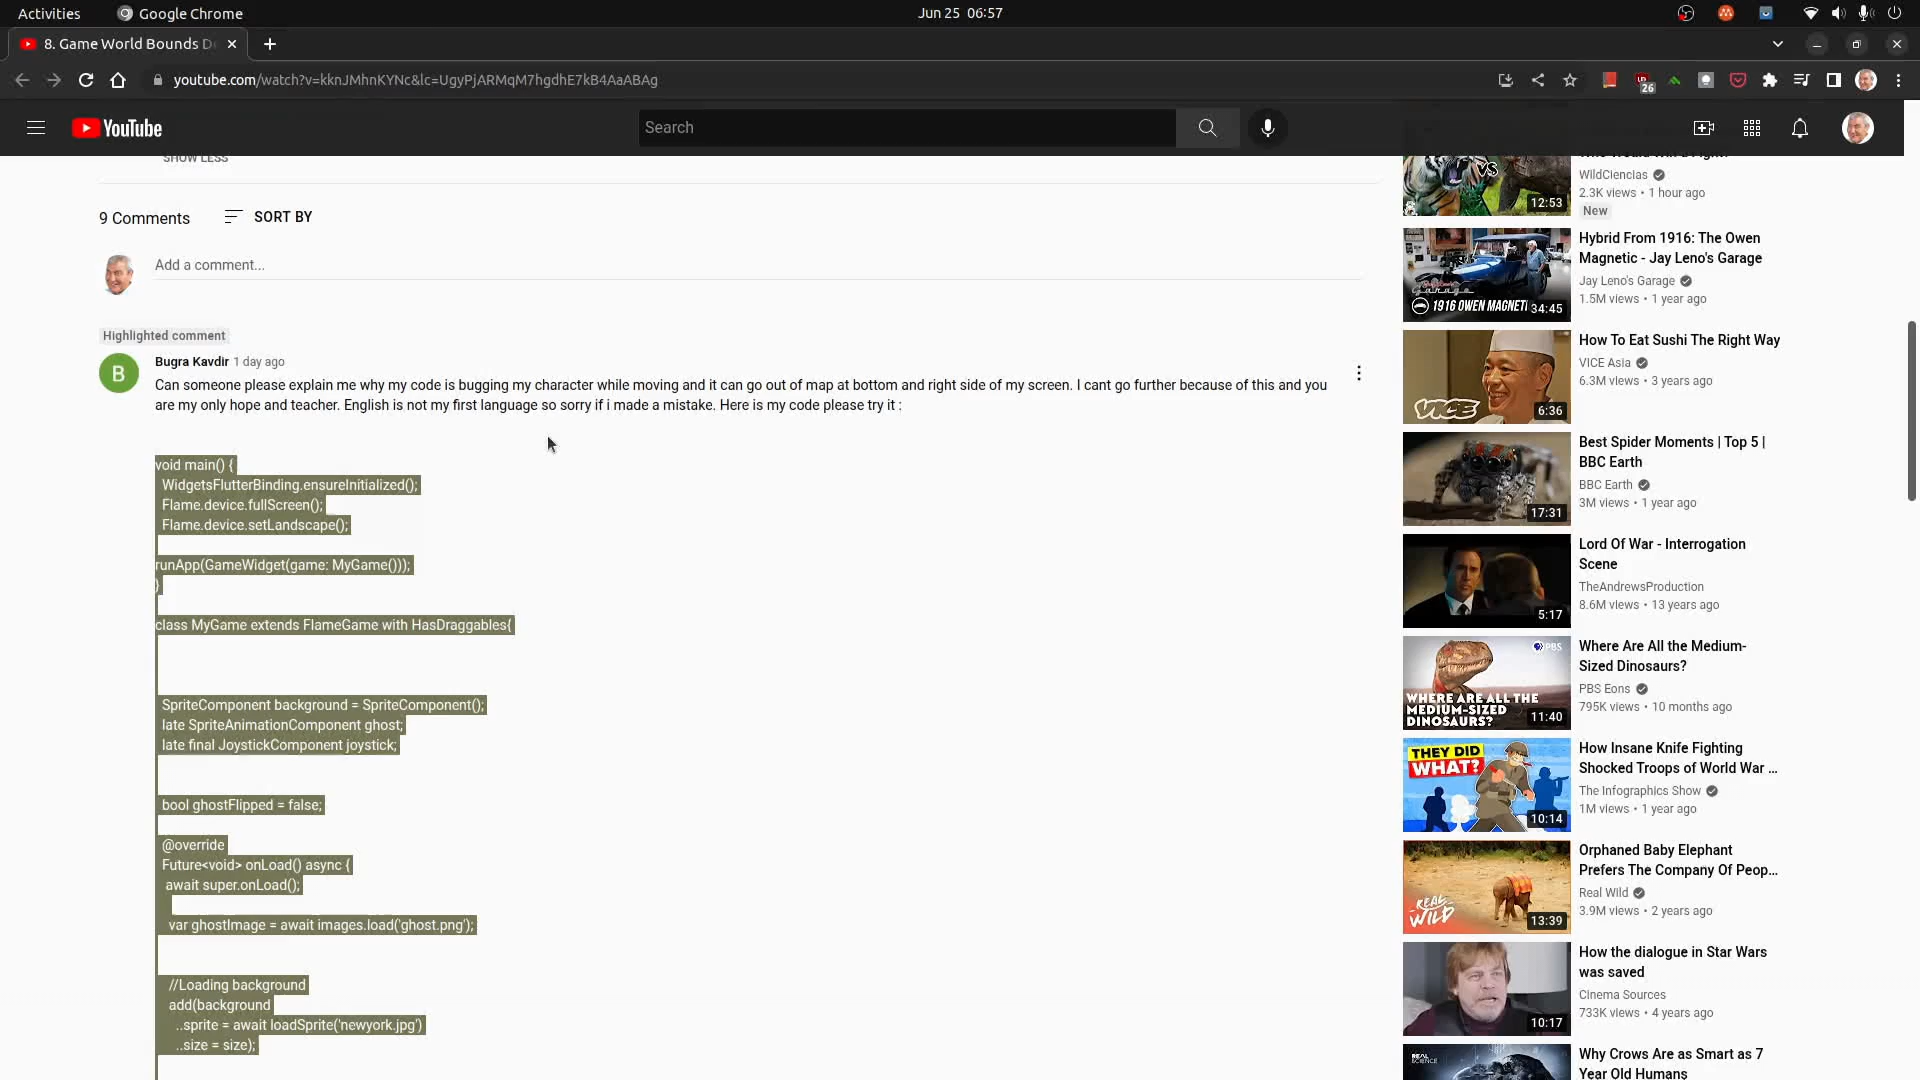 Activities
Google Chrome
Jun 25 06:57
8. Game World Bounds D
youtube.com/watch?v=kknJMhnKYNc&lc=UgyPjARMqM7hgdhE7kB4AaABAg
26
YouTube
Search
SHOW LESS
9 Comments
SORT BY
Add a comment...
Highlighted comment
B
Bugra Kavdir 1 day ago
Can someone please explain me why my code is bugging my character while moving and it can go out of map at bottom and right side of my screen. I cant go further because of this and you
are my only hope and teacher. English is not my first language so sorry if i made a mistake. Here is my code please try it :
void main() {
WidgetsFlutterBinding.ensureInitialized();
Flame.device.fullScreen();
Flame.device.setLandscape();
runApp(GameWidget(game: MyGame()));
}
class MyGame extends FlameGame with HasDraggables{
SpriteComponent background = SpriteComponent();
late SpriteAnimationComponent ghost;
late final JoystickComponent joystick;
bool ghostFlipped = false;
@override
Future<void> onLoad() async {
await super.onLoad();
var ghostImage = await images.load('ghost.png');
//Loading background
add(background
..sprite = await loadSprite('newyork.jpg')
..size = size);
VS
12:53
WildCiencias
2.3K views • 1 hour ago
New
1916 OWEN MAGNETI
34:45
Hybrid From 1916: The Owen
Magnetic - Jay Leno's Garage
Jay Leno's Garage
1.5M views • 1 year ago
VICE
6:36
How To Eat Sushi The Right Way
VICE Asia
6.3M views • 3 years ago
17:31
Best Spider Moments | Top 5 |
BBC Earth
BBC Earth
3M views • 1 year ago
5:17
Lord Of War - Interrogation
Scene
TheAndrewsProduction
8.6M views • 13 years ago
PBS
WHERE ARE ALL THE
MEDIUM-SIZED
DINOSAURS?
11:40
Where Are All the Medium-
Sized Dinosaurs?
PBS Eons
795K views • 10 months ago
THEY DID
WHAT?
10:14
How Insane Knife Fighting
Shocked Troops of World War ...
The Infographics Show
1M views • 1 year ago
REAL
WILD
13:39
Orphaned Baby Elephant
Prefers The Company Of Peop...
Real Wild
3.9M views • 2 years ago
10:17
How the dialogue in Star Wars
was saved
Cinema Sources
733K views • 4 years ago
REAL
SCIENCE
Why Crows Are as Smart as 7
Year Old Humans